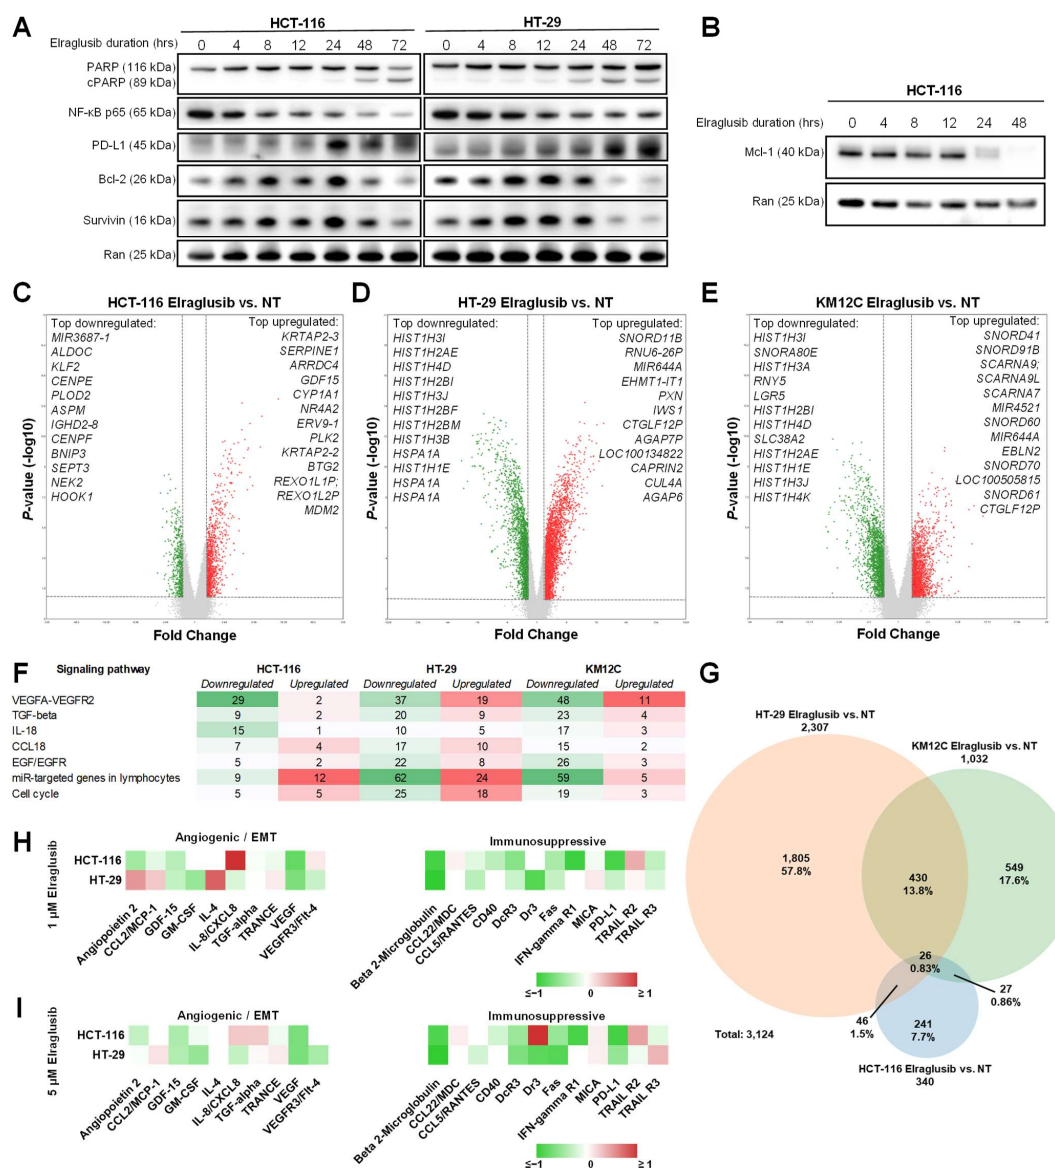 A
HCT-116
HT-29
Elraglusib duration (hrs)
0 4 8 12 24 48 72
0 4 8 12 24 48 72
PARP (116 kDa)
cPARP (89 kDa)
NF-κB p65 (65 kDa)
PD-L1 (45 kDa)
Bcl-2 (26 kDa)
Survivin (16 kDa)
Ran (25 kDa)
B
HCT-116
Elraglusib duration (hrs)
0 4 8 12 24 48
Mcl-1 (40 kDa)
Ran (25 kDa)
C
HCT-116 Elraglusib vs. NT
Top downregulated:
MIR3687-1
ALDOC
KLF2
CENPE
PLOD2
ASPM
IGHD2-8
CENPF
BNIP3
SEPT3
NEK2
HOOK1
Top upregulated:
KRTAP2-3
SERPINE1
ARRDC4
GDF15
CYP1A1
NR4A2
ERV9-1
PLK2
KRTAP2-2
BTG2
REXO1L1P;
REXO1L2P
MDM2
P-value (-log10)
Fold Change
D
HT-29 Elraglusib vs. NT
Top downregulated:
HIST1H3I
HIST1H2AE
HIST1H4D
HIST1H2BI
HIST1H3J
HIST1H2BF
HIST1H2BM
HIST1H3B
HSPA1A
HIST1H1E
HSPA1A
HSPA1A
Top upregulated:
SNORD11B
RNU6-26P
MIR644A
EHMT1-IT1
PXN
IWS1
CTGLF12P
AGAP7P
LOC100134822
CAPRIN2
CUL4A
AGAP6
P-value (-log10)
Fold Change
E
KM12C Elraglusib vs. NT
Top downregulated:
HIST1H3I
SNORA80E
HIST1H3A
RNY5
LGR5
HIST1H2BI
HIST1H4D
SLC38A2
HIST1H2AE
HIST1H1E
HIST1H3J
HIST1H4K
Top upregulated:
SNORD41
SNORD91B
SCARNA9;
SCARNA9L
SCARNA7
MIR4521
SNORD60
MIR644A
EBLN2
SNORD70
LOC100505815
SNORD61
CTGLF12P
P-value (-log10)
Fold Change
F
Signaling pathway HCT-116 HT-29 KM12C
Downregulated Upregulated Downregulated Upregulated Downregulated Upregulated
VEGFA-VEGFR2 29 2 37 19 48 11
TGF-beta 9 2 20 9 23 4
IL-18 15 1 10 5 17 3
CCL18 7 4 17 10 15 2
EGF/EGFR 5 2 22 8 26 3
miR-targeted genes in lymphocytes 9 12 62 24 59 5
Cell cycle 5 5 25 18 19 3
G
HT-29 Elraglusib vs. NT
2,307
KM12C Elraglusib vs. NT
1,032
1,805
57.8%
430
13.8%
549
17.6%
26
0.83%
27
0.86%
46
1.5%
241
7.7%
Total: 3,124
HCT-116 Elraglusib vs. NT
340
H
1 µM Elraglusib
Angiogenic / EMT
HCT-116
HT-29
Angiopoietin 2
CCL2/MCP-1
GDF-15
GM-CSF
IL-4
IL-8/CXCL8
TGF-alpha
TRANCE
VEGF
VEGFR3/Flt-4
Immunosuppressive
Beta 2-Microglobulin
CCL22/MDC
CCL5/RANTES
CD40
DcR3
Dr3
Fas
IFN-gamma R1
MICA
PD-L1
TRAIL R2
TRAIL R3
≤−1 0 ≥ 1
I
5 µM Elraglusib
Angiogenic / EMT
HCT-116
HT-29
Angiopoietin 2
CCL2/MCP-1
GDF-15
GM-CSF
IL-4
IL-8/CXCL8
TGF-alpha
TRANCE
VEGF
VEGFR3/Flt-4
Immunosuppressive
Beta 2-Microglobulin
CCL22/MDC
CCL5/RANTES
CD40
DcR3
Dr3
Fas
IFN-gamma R1
MICA
PD-L1
TRAIL R2
TRAIL R3
≤−1 0 ≥ 1